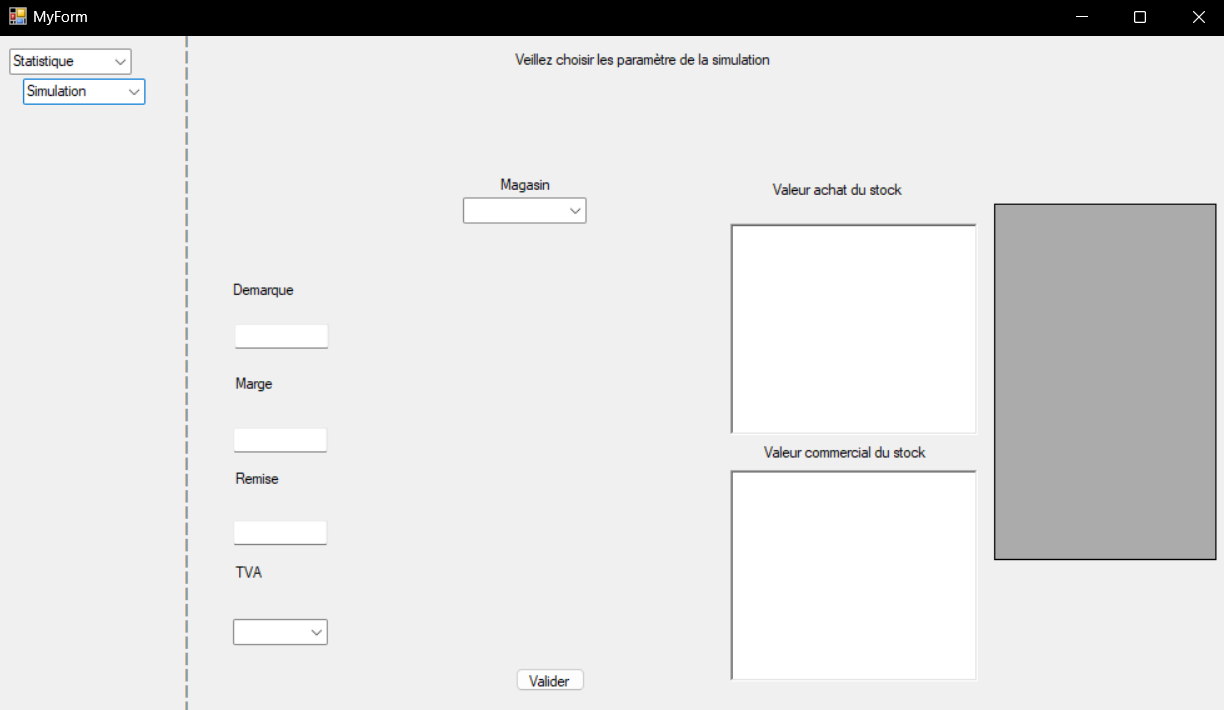 MyForm
Statistique
Simulation
Veillez choisir les paramètre de la simulation
Magasin
Valeur achat du stock
Demarque
Marge
Valeur commercial du stock
Remise
TVA
Valider